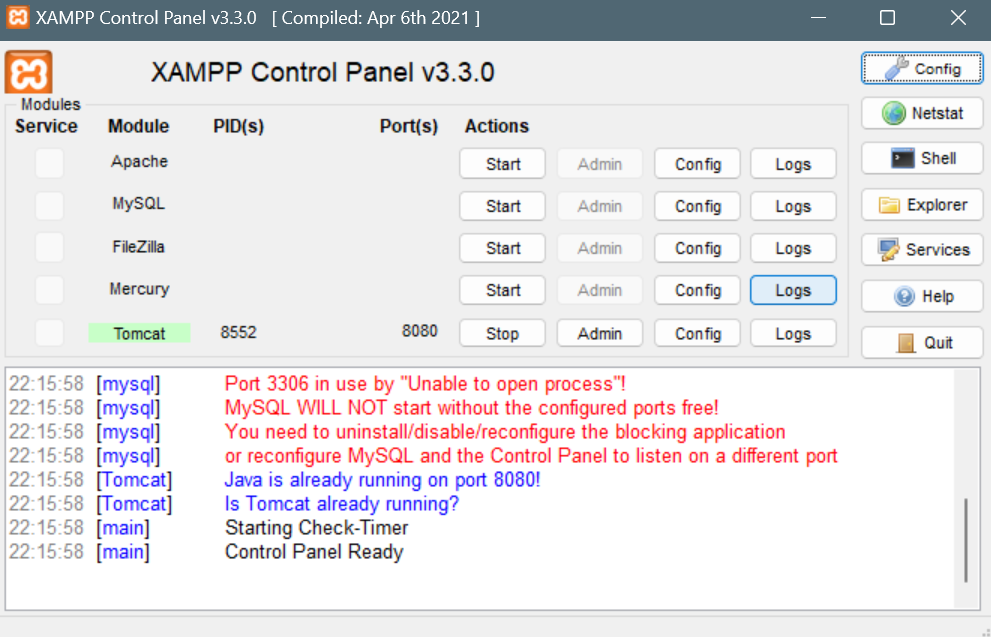 XAMPP Control Panel v3.3.0 [ Compiled: Apr 6th 2021 ]
XAMPP Control Panel v3.3.0
Config
Modules
Service Module PID(s) Port(s) Actions
Netstat
Apache Start Admin Config Logs
Shell
MySQL Start Admin Config Logs
Explorer
FileZilla Start Admin Config Logs
Services
Mercury Start Admin Config Logs
Help
Tomcat 8552 8080 Stop Admin Config Logs
Quit
22:15:58 [mysql] Port 3306 in use by "Unable to open process"!
22:15:58 [mysql] MySQL WILL NOT start without the configured ports free!
22:15:58 [mysql] You need to uninstall/disable/reconfigure the blocking application
22:15:58 [mysql] or reconfigure MySQL and the Control Panel to listen on a different port
22:15:58 [Tomcat] Java is already running on port 8080!
22:15:58 [Tomcat] Is Tomcat already running?
22:15:58 [main] Starting Check-Timer
22:15:58 [main] Control Panel Ready